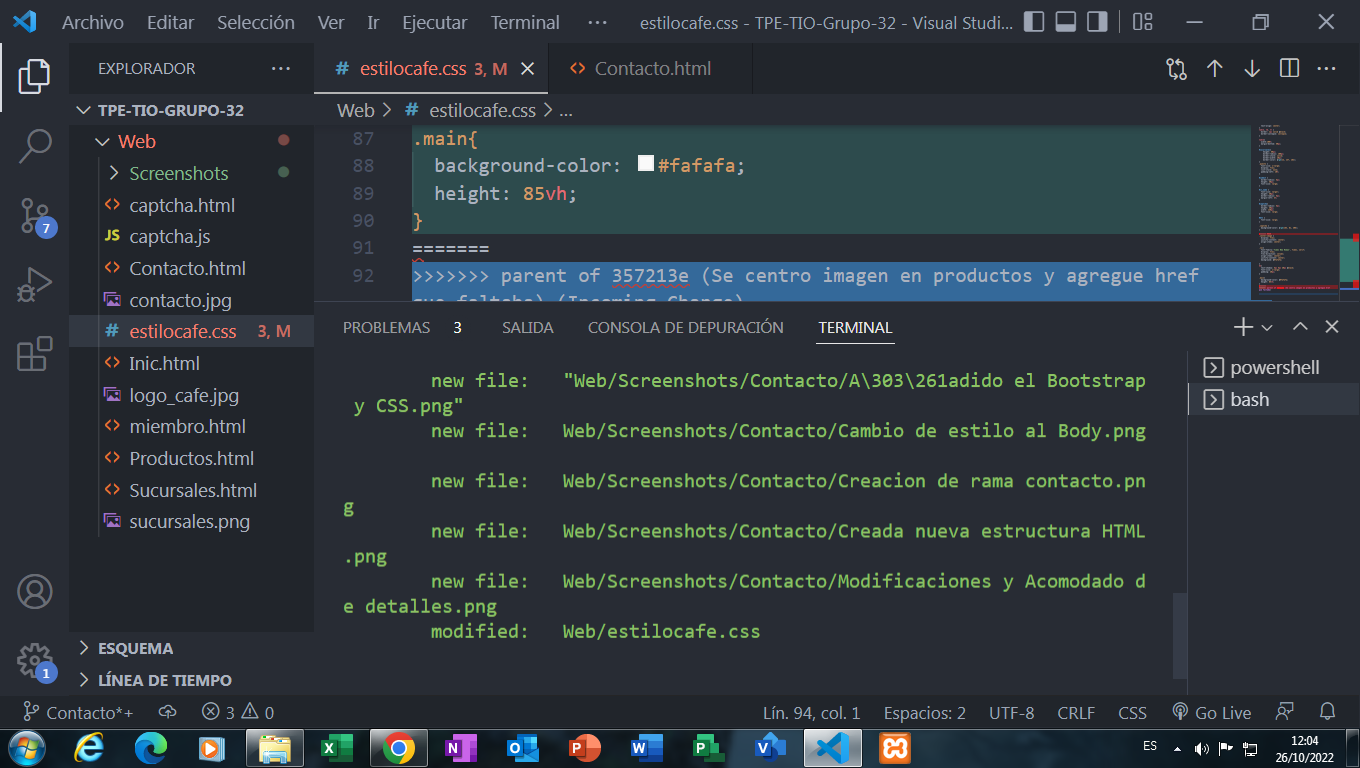 Archivo Editar Selección Ver Ir Ejecutar Terminal ··· estilocafe.css - TPE-TIO-Grupo-32 - Visual Studi...
EXPLORADOR ···
TPE-TIO-GRUPO-32
Web
Screenshots
captcha.html
JS captcha.js
Contacto.html
contacto.jpg
# estilocafe.css 3, M
Inic.html
logo_cafe.jpg
miembro.html
Productos.html
Sucursales.html
sucursales.png
ESQUEMA
LÍNEA DE TIEMPO
7
1
# estilocafe.css 3, M Contacto.html
Web > # estilocafe.css > ...
87 .main{
88 background-color: #fafafa;
89 height: 85vh;
90 }
91 =======
92 >>>>>>> parent of 357213e (Se centro imagen en productos y agregue href
que faltaba) (Incoming Change)
PROBLEMAS 3 SALIDA CONSOLA DE DEPURACIÓN TERMINAL
new file: "Web/Screenshots/Contacto/A\303\261adido el Bootstrap
y CSS.png"
new file: Web/Screenshots/Contacto/Cambio de estilo al Body.png
new file: Web/Screenshots/Contacto/Creacion de rama contacto.pn
g
new file: Web/Screenshots/Contacto/Creada nueva estructura HTML
.png
new file: Web/Screenshots/Contacto/Modificaciones y Acomodado d
e detalles.png
modified: Web/estilocafe.css
powershell
bash
Contacto*+ 3 0 Lín. 94, col. 1 Espacios: 2 UTF-8 CRLF CSS Go Live
ES 12:04
26/10/2022